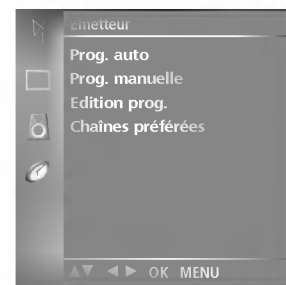 Emetteur
Prog. auto
Prog. manuelle
Edition prog.
Chaînes préférées
▲▼ ◄► OK MENU